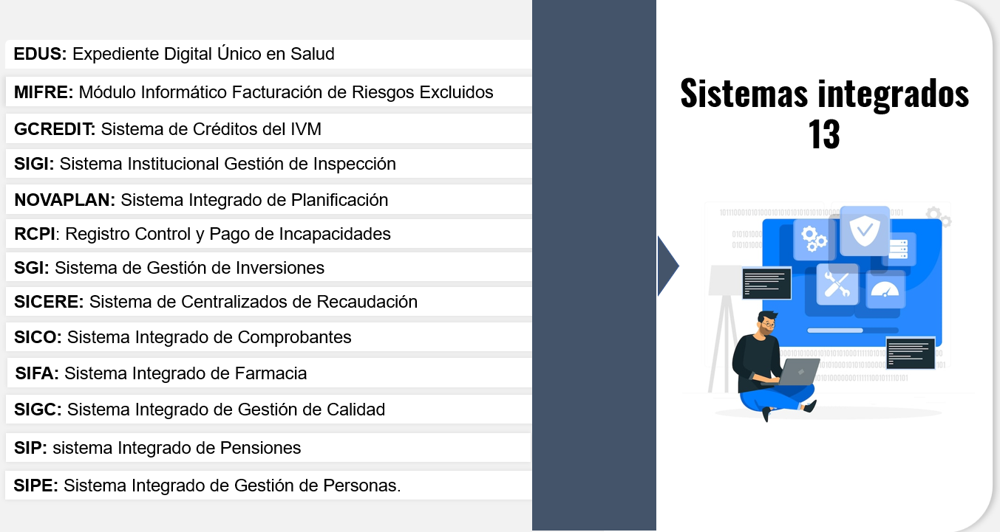 EDUS: Expediente Digital Único en Salud
MIFRE: Módulo Informático Facturación de Riesgos Excluidos
GCREDIT: Sistema de Créditos del IVM
SIGI: Sistema Institucional Gestión de Inspección
NOVAPLAN: Sistema Integrado de Planificación
RCPI: Registro Control y Pago de Incapacidades
SGI: Sistema de Gestión de Inversiones
SICERE: Sistema de Centralizados de Recaudación
SICO: Sistema Integrado de Comprobantes
SIFA: Sistema Integrado de Farmacia
SIGC: Sistema Integrado de Gestión de Calidad
SIP: sistema Integrado de Pensiones
SIPE: Sistema Integrado de Gestión de Personas.
Sistemas integrados
13